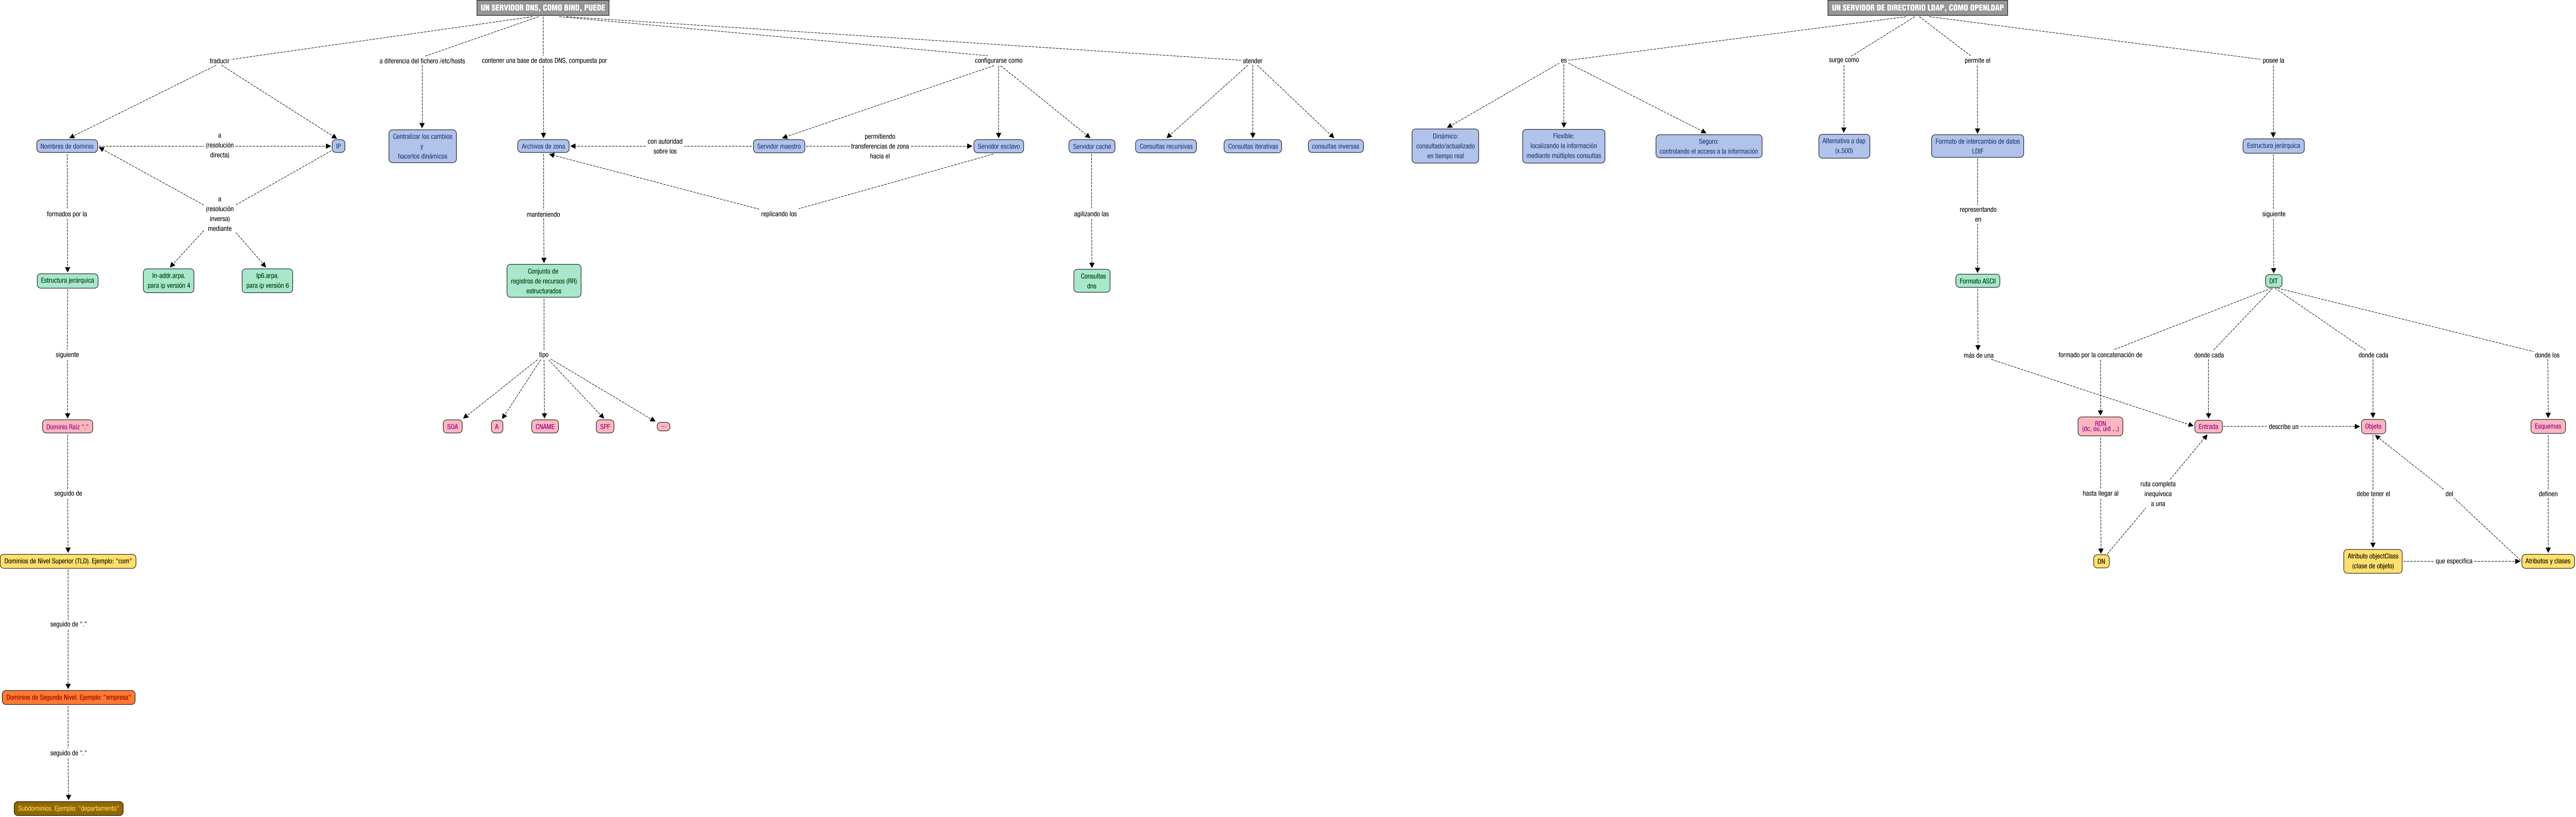 UN SERVIDOR DNS, COMO BIND, PUEDE
traducir
a diferencia del fichero /etc/hosts
contener una base de datos DNS, compuesta por
configurarse como
atender
Nombres de dominio
a
(resolución
directa)
IP
Centralizar los cambios
y
hacerlos dinámicos
Archivos de zona
con autoridad
sobre los
Servidor maestro
permitiendo
transferencias de zona
hacia el
Servidor esclavo
Servidor caché
Consultas recursivas
Consultas iterativas
consultas inversas
formados por la
a
(resolución
inversa)
mediante
manteniendo
replicando los
agilizando las
Estructura jerárquica
In-addr.arpa.
para ip versión 4
Ip6.arpa.
para ip versión 6
Conjunto de
registros de recursos (RR)
estructurados
Consultas
dns
siguiente
tipo
Dominio Raíz "."
SOA
A
CNAME
SPF
...
seguido de
Dominios de Nivel Superior (TLD). Ejemplo: "com"
seguido de "."
Dominios de Segundo Nivel. Ejemplo: "empresa"
seguido de "."
Subdominios. Ejemplo: "departamento"
UN SERVIDOR DE DIRECTORIO LDAP, COMO OPENLDAP
es
surge como
permite el
posee la
Dinámico:
consultado/actualizado
en tiempo real
Flexible:
localizando la información
mediante múltiples consultas
Seguro:
controlando el acceso a la información
Alternativa a dap
(x.500)
Formato de intercambio de datos
LDIF
Estructura jerárquica
representando
en
siguiente
Formato ASCII
DIT
más de una
formado por la concatenación de
donde cada
donde cada
donde los
RDN
(dc, ou, uid ...)
Entrada
describe un
Objeto
Esquemas
hasta llegar al
ruta completa
inequívoca
a una
debe tener el
del
definen
DN
Atributo objectClass
(clase de objeto)
que especifica
Atributos y clases